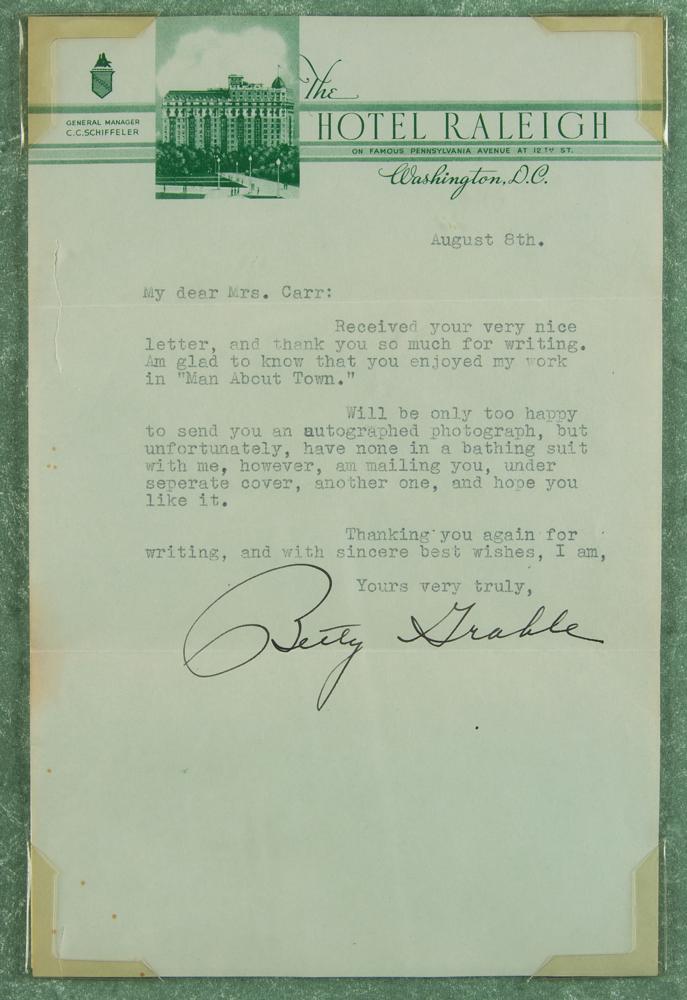 GENERAL MANAGER
C.C.SCHIFFELER
The
HOTEL RALEIGH
ON FAMOUS PENNSYLVANIA AVENUE AT 12TH ST.
Washington, D.C.
August 8th.
My dear Mrs. Carr:
Received your very nice
letter, and thank you so much for writing.
Am glad to know that you enjoyed my work
in "Man About Town."
Will be only too happy
to send you an autographed photograph, but
unfortunately, have none in a bathing suit
with me, however, am mailing you, under
seperate cover, another one, and hope you
like it.
Thanking you again for
writing, and with sincere best wishes, I am,
Yours very truly,
Betty Grable